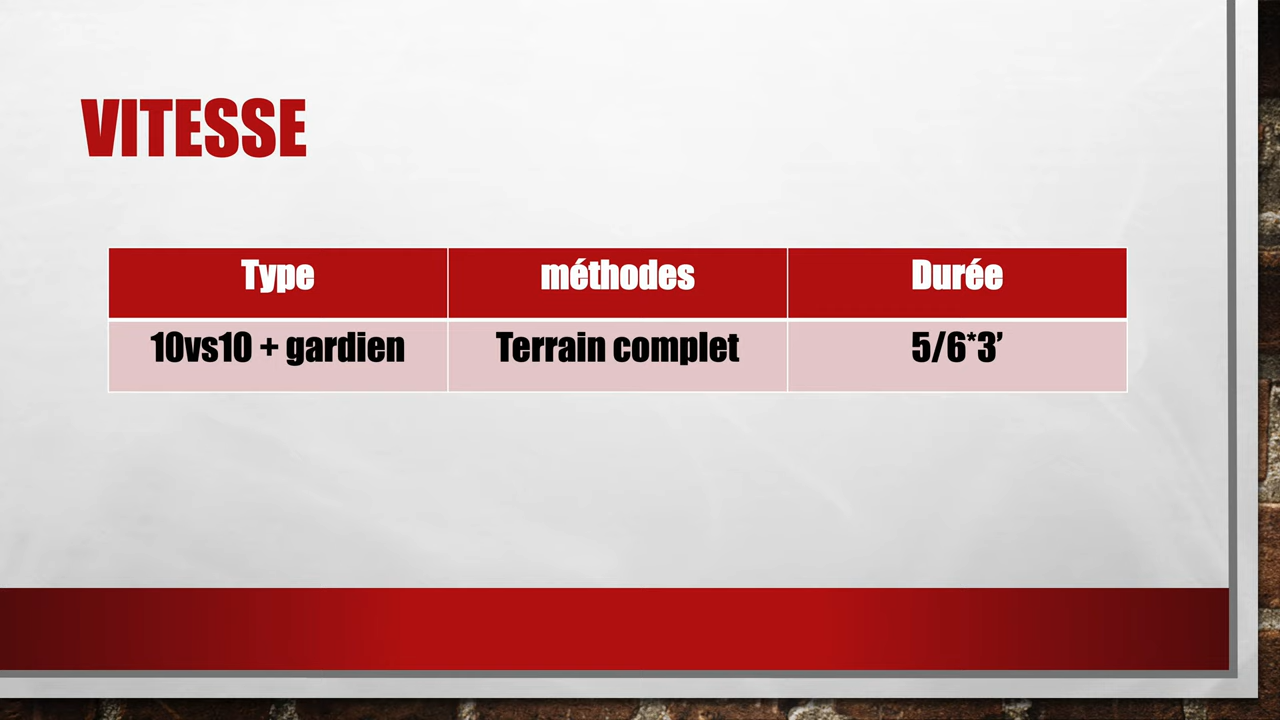 VITESSE
Type méthodes Durée
10vs10 + gardien Terrain complet 5/6*3’